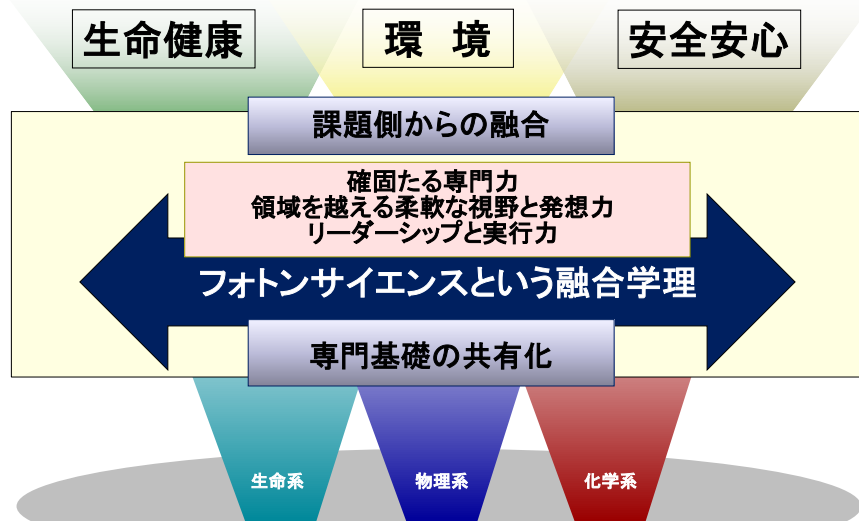 生命健康
環 境
安全安心
課題側からの融合
確固たる専門力
領域を越える柔軟な視野と発想力
リーダーシップと実行力
フォトンサイエンスという融合学理
専門基礎の共有化
生命系
物理系
化学系